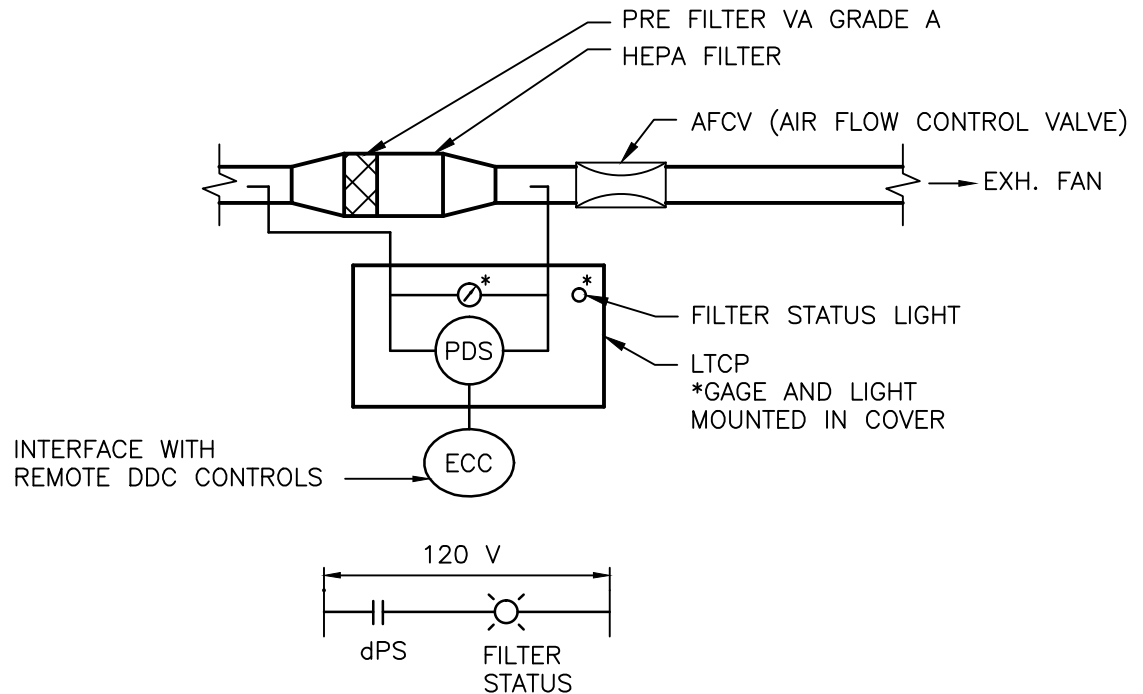 PRE FILTER VA GRADE A
HEPA FILTER
AFCV (AIR FLOW CONTROL VALVE)
EXH. FAN
*
*
FILTER STATUS LIGHT
PDS
LTCP
*GAGE AND LIGHT
MOUNTED IN COVER
INTERFACE WITH
REMOTE DDC CONTROLS
ECC
120 V
dPS
FILTER
STATUS